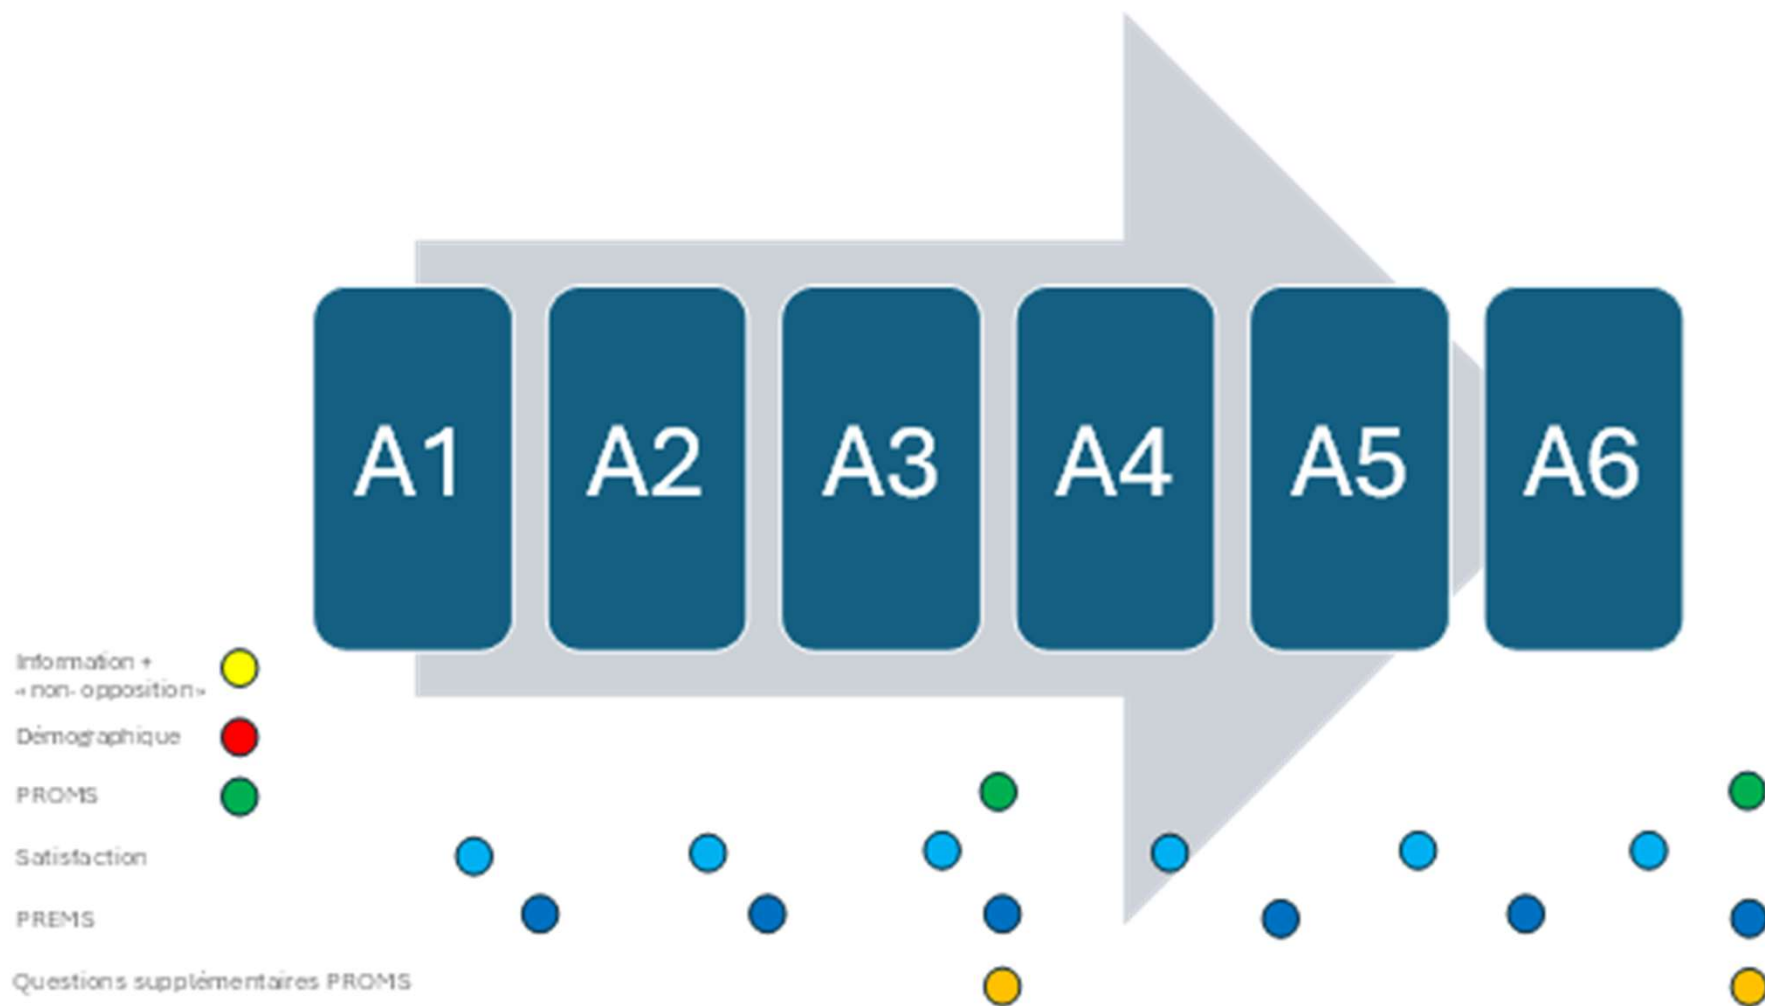 A1 A2 A3 A4 A5 A6
Information +
« non- opposition »
Démographique
PROMS
Satisfaction
PREMS
Questions supplémentaires PROMS